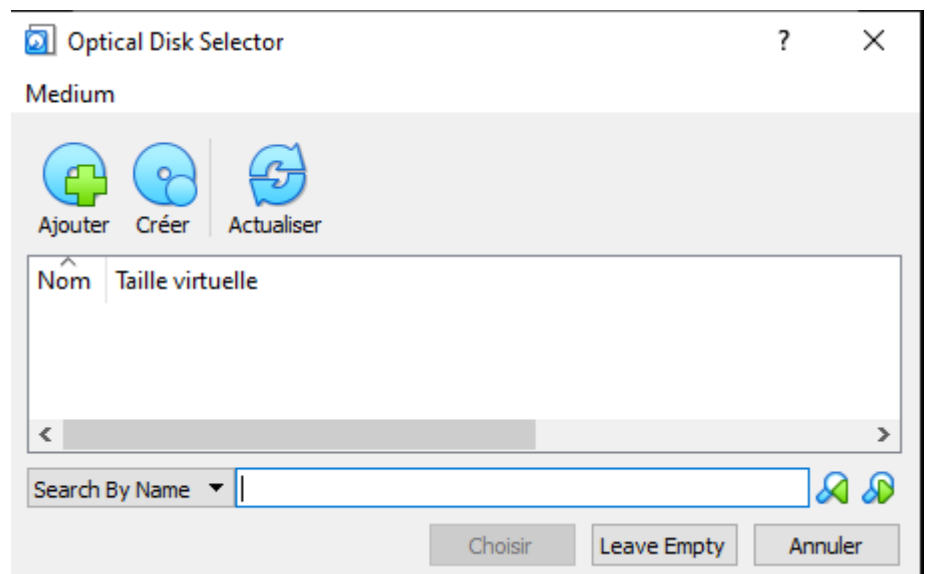 Optical Disk Selector ?
Medium
Ajouter Créer Actualiser
Nom Taille virtuelle
Search By Name
Choisir Leave Empty Annuler